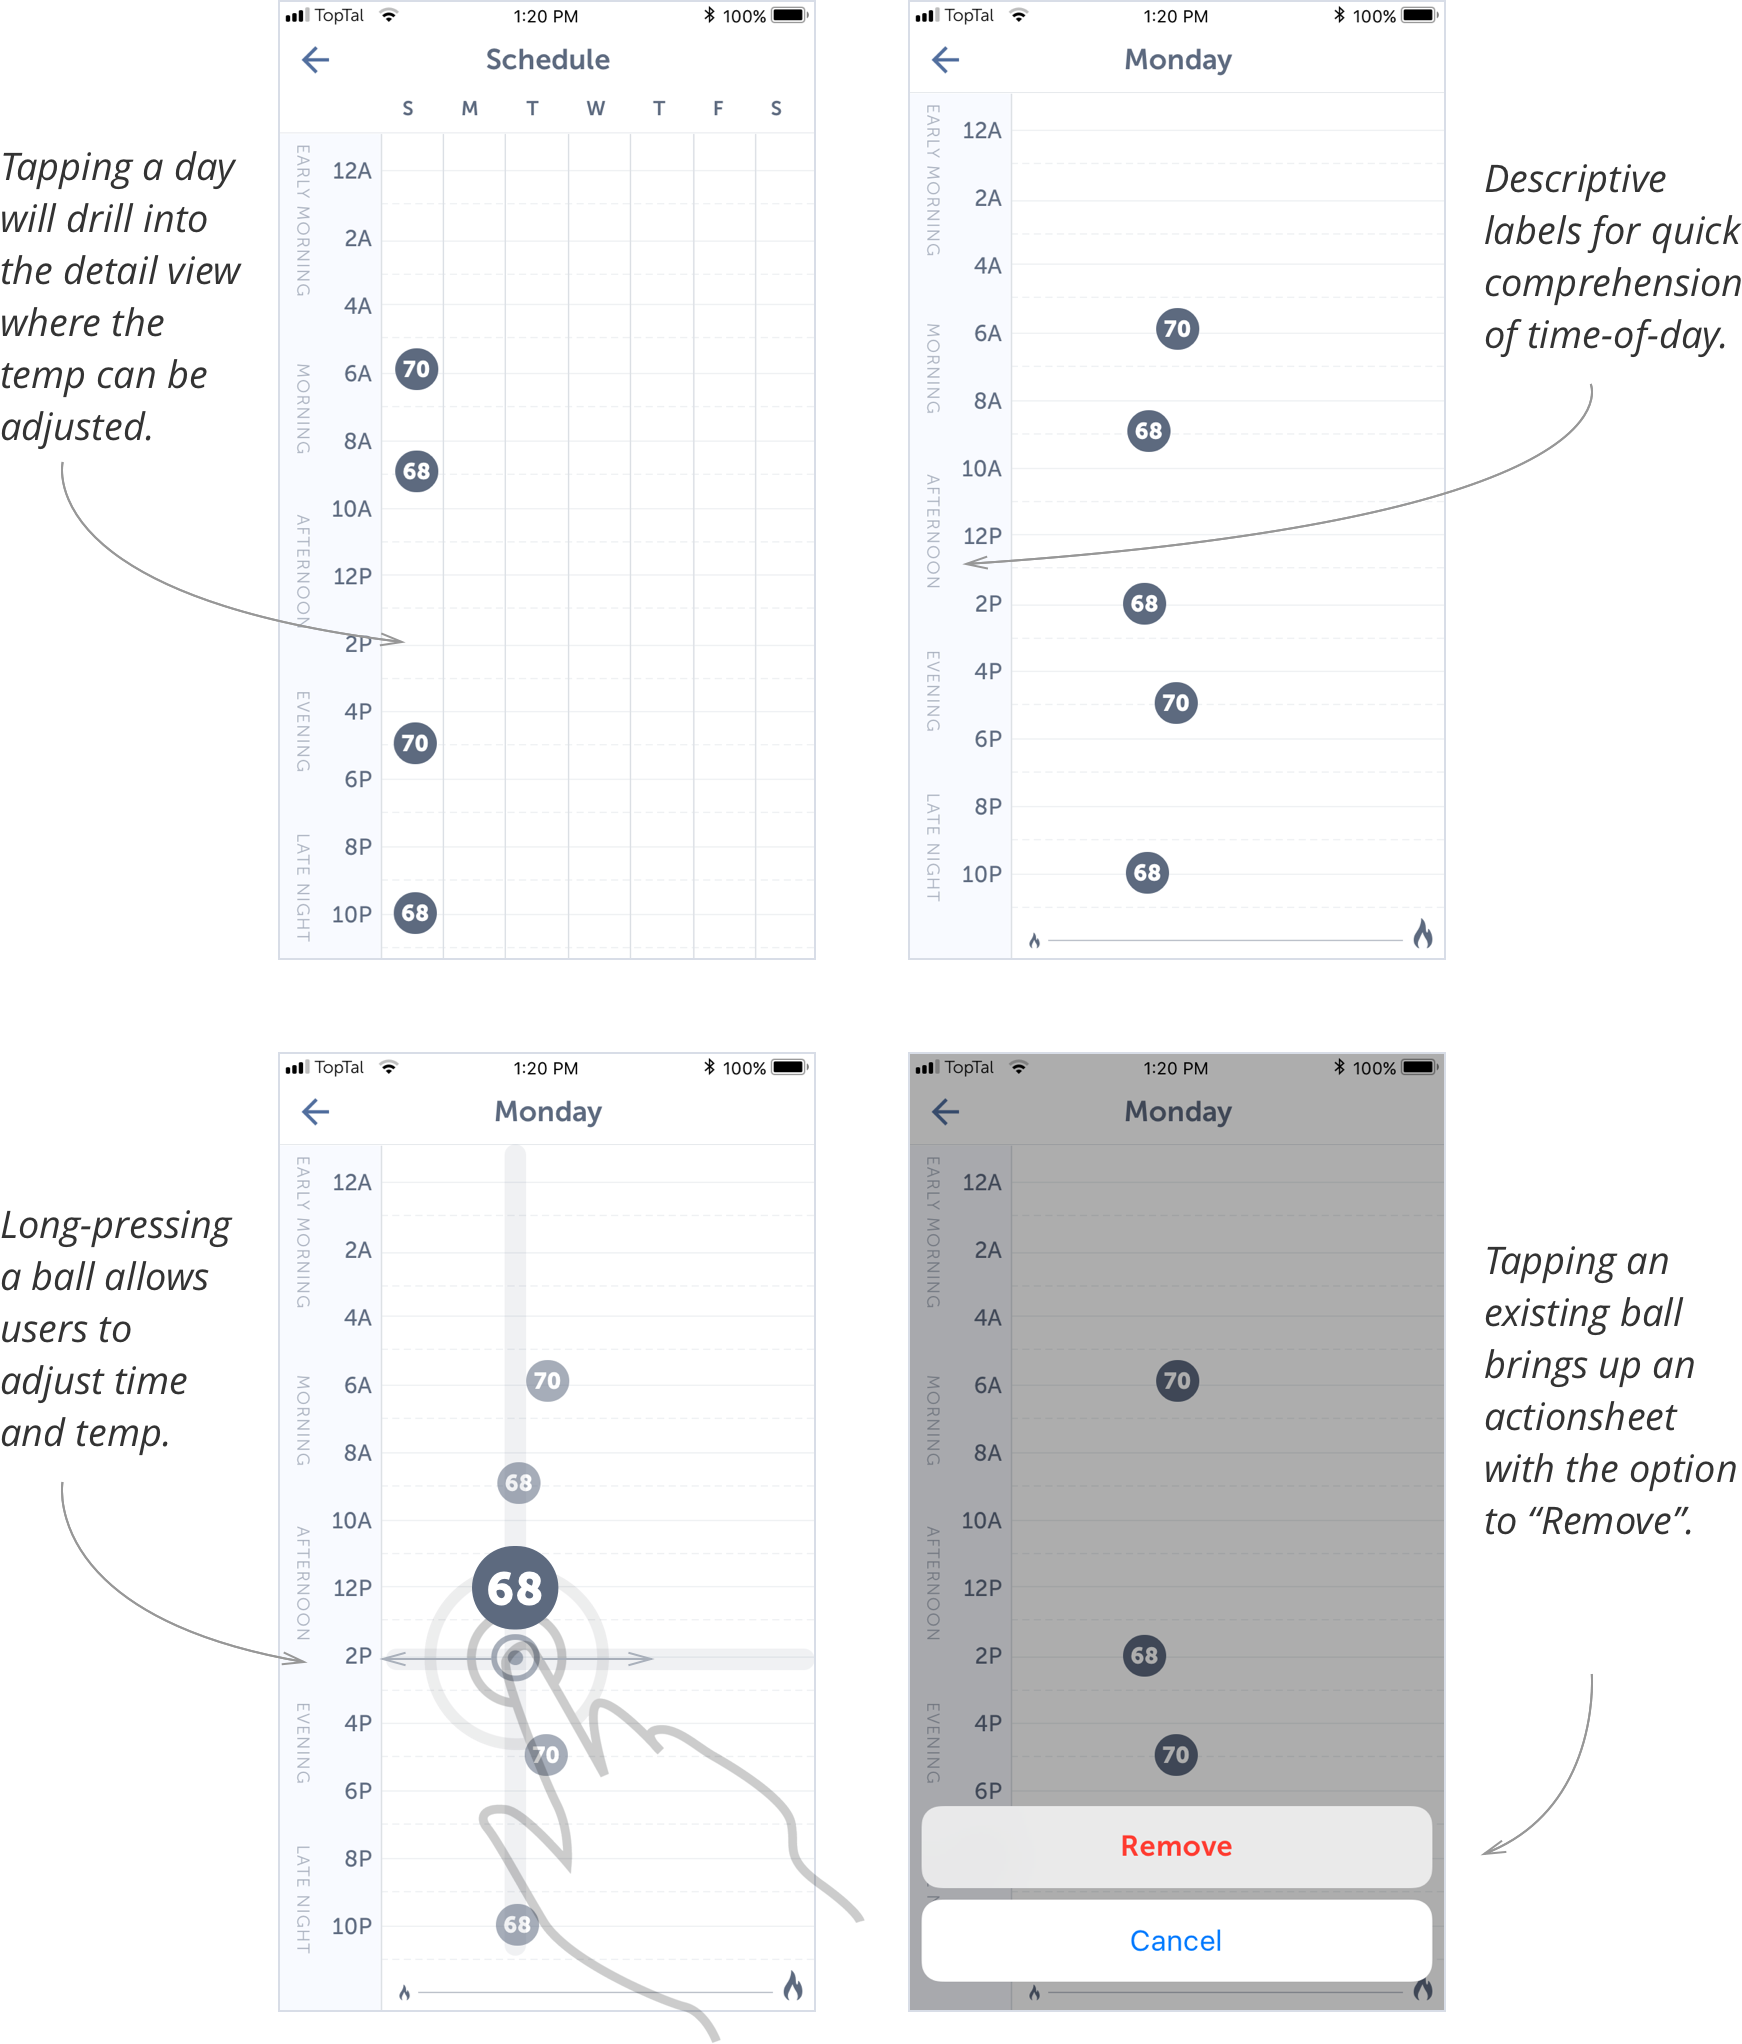 TopTal 1:20 PM 100%
Schedule
S M T W T F S
Tapping a day
will drill into
the detail view
where the
temp can be
adjusted.
EARLY MORNING
MORNING
AFTERNOON
EVENING
LATE NIGHT
12A
2A
4A
6A
70
8A
68
10A
12P
2P
4P
70
6P
8P
10P
68
TopTal 1:20 PM 100%
Monday
EARLY MORNING
MORNING
AFTERNOON
EVENING
LATE NIGHT
12A
2A
4A
6A
70
8A
68
10A
12P
2P
68
4P
70
6P
8P
10P
68
Descriptive
labels for quick
comprehension
of time-of-day.
Long-pressing
a ball allows
users to
adjust time
and temp.
TopTal 1:20 PM 100%
Monday
EARLY MORNING
MORNING
AFTERNOON
EVENING
LATE NIGHT
12A
2A
4A
6A
70
8A
68
10A
12P
68
2P
4P
70
6P
8P
10P
68
TopTal 1:20 PM 100%
Monday
EARLY MORNING
MORNING
AFTERNOON
EVENING
12A
2A
4A
6A
70
8A
10A
12P
2P
68
4P
70
6P
Remove
Cancel
Tapping an
existing ball
brings up an
actionsheet
with the option
to “Remove”.